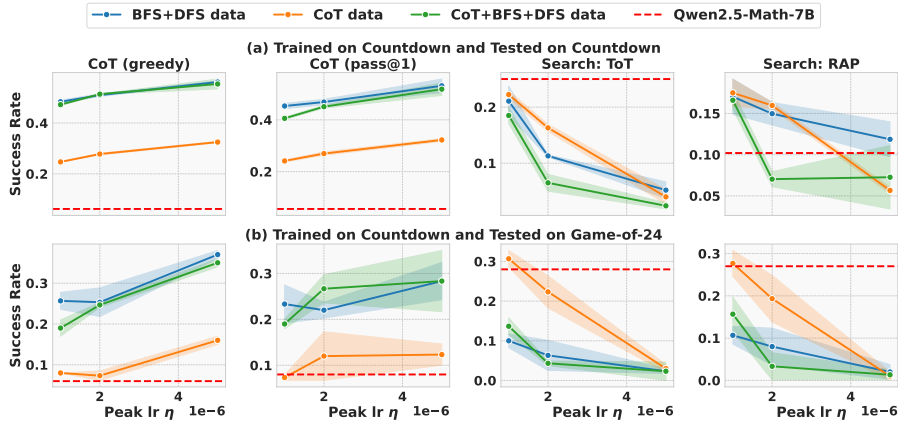 BFS+DFS data CoT data CoT+BFS+DFS data Qwen2.5-Math-7B
(a) Trained on Countdown and Tested on Countdown
CoT (greedy) CoT (pass@1) Search: ToT Search: RAP
Success Rate
0.4
0.2
0.4
0.2
0.2
0.1
0.15
0.10
0.05
(b) Trained on Countdown and Tested on Game-of-24
Success Rate
0.3
0.2
0.1
0.3
0.2
0.1
0.3
0.2
0.1
0.0
0.3
0.2
0.1
0.0
2 4 2 4 2 4 2 4
Peak lr η 1e−6 Peak lr η 1e−6 Peak lr η 1e−6 Peak lr η 1e−6